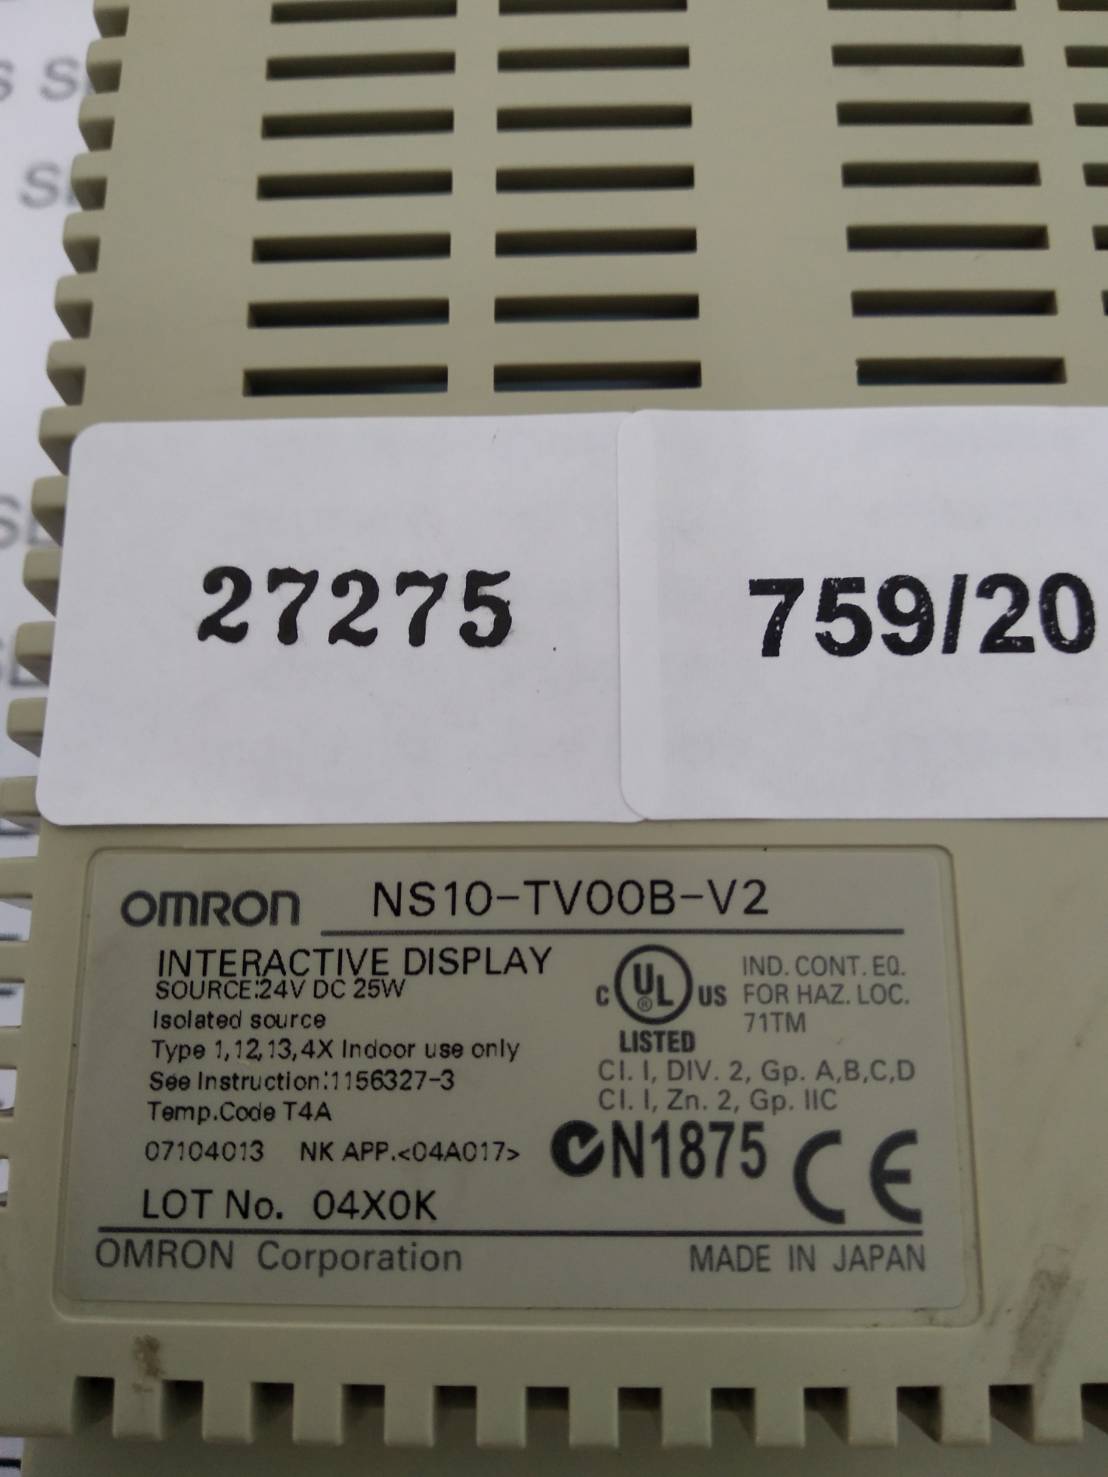 27275
759/20
OMRON NS10-TV00B-V2
INTERACTIVE DISPLAY
SOURCE:24V DC 25W
Isolated source
Type 1,12,13,4X Indoor use only
See Instruction:1156327-3
Temp.Code T4A
07104013 NK APP.<04A017>
LOT No. 04X0K
C UL® US
LISTED
IND. CONT. EQ.
FOR HAZ. LOC.
71TM
Cl. I, DIV. 2, Gp. A,B,C,D
Cl. I, Zn. 2, Gp. IIC
N1875 CE
OMRON Corporation
MADE IN JAPAN